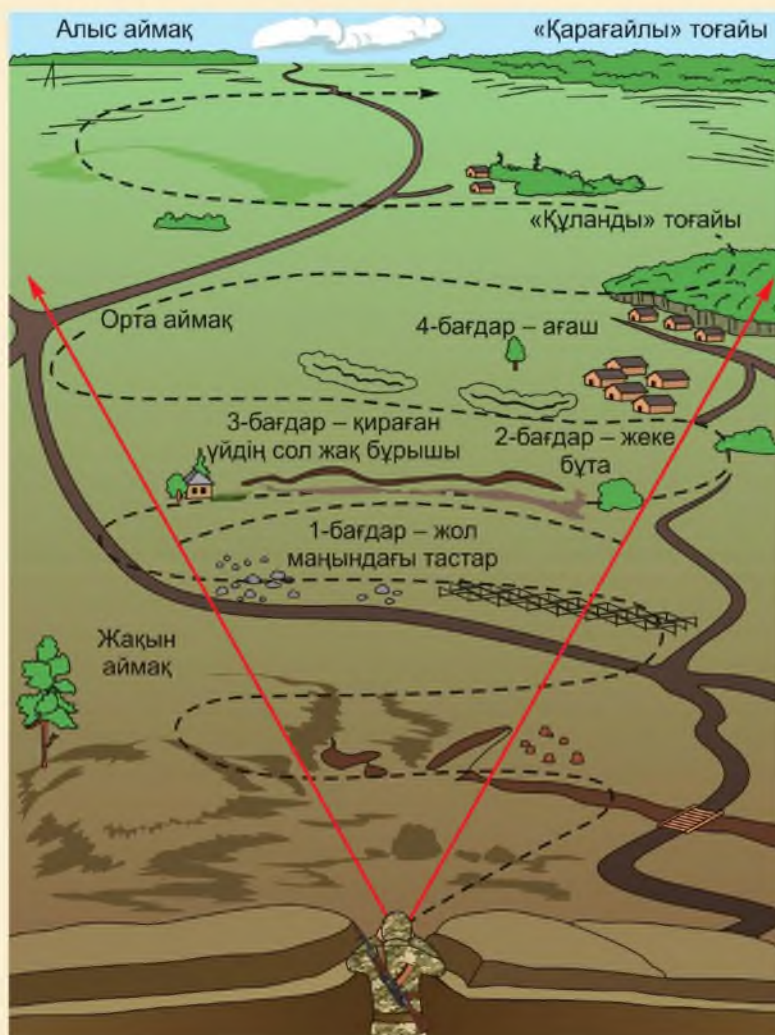 Алыс аймақ
«Қарағайлы» тоғайы
«Құланды» тоғайы
Орта аймақ
4-бағдар – ағаш
3-бағдар – қираған
үйдің сол жақ бұрышы
2-бағдар – жеке
бұта
1-бағдар – жол
маңындағы тастар
Жақын
аймақ